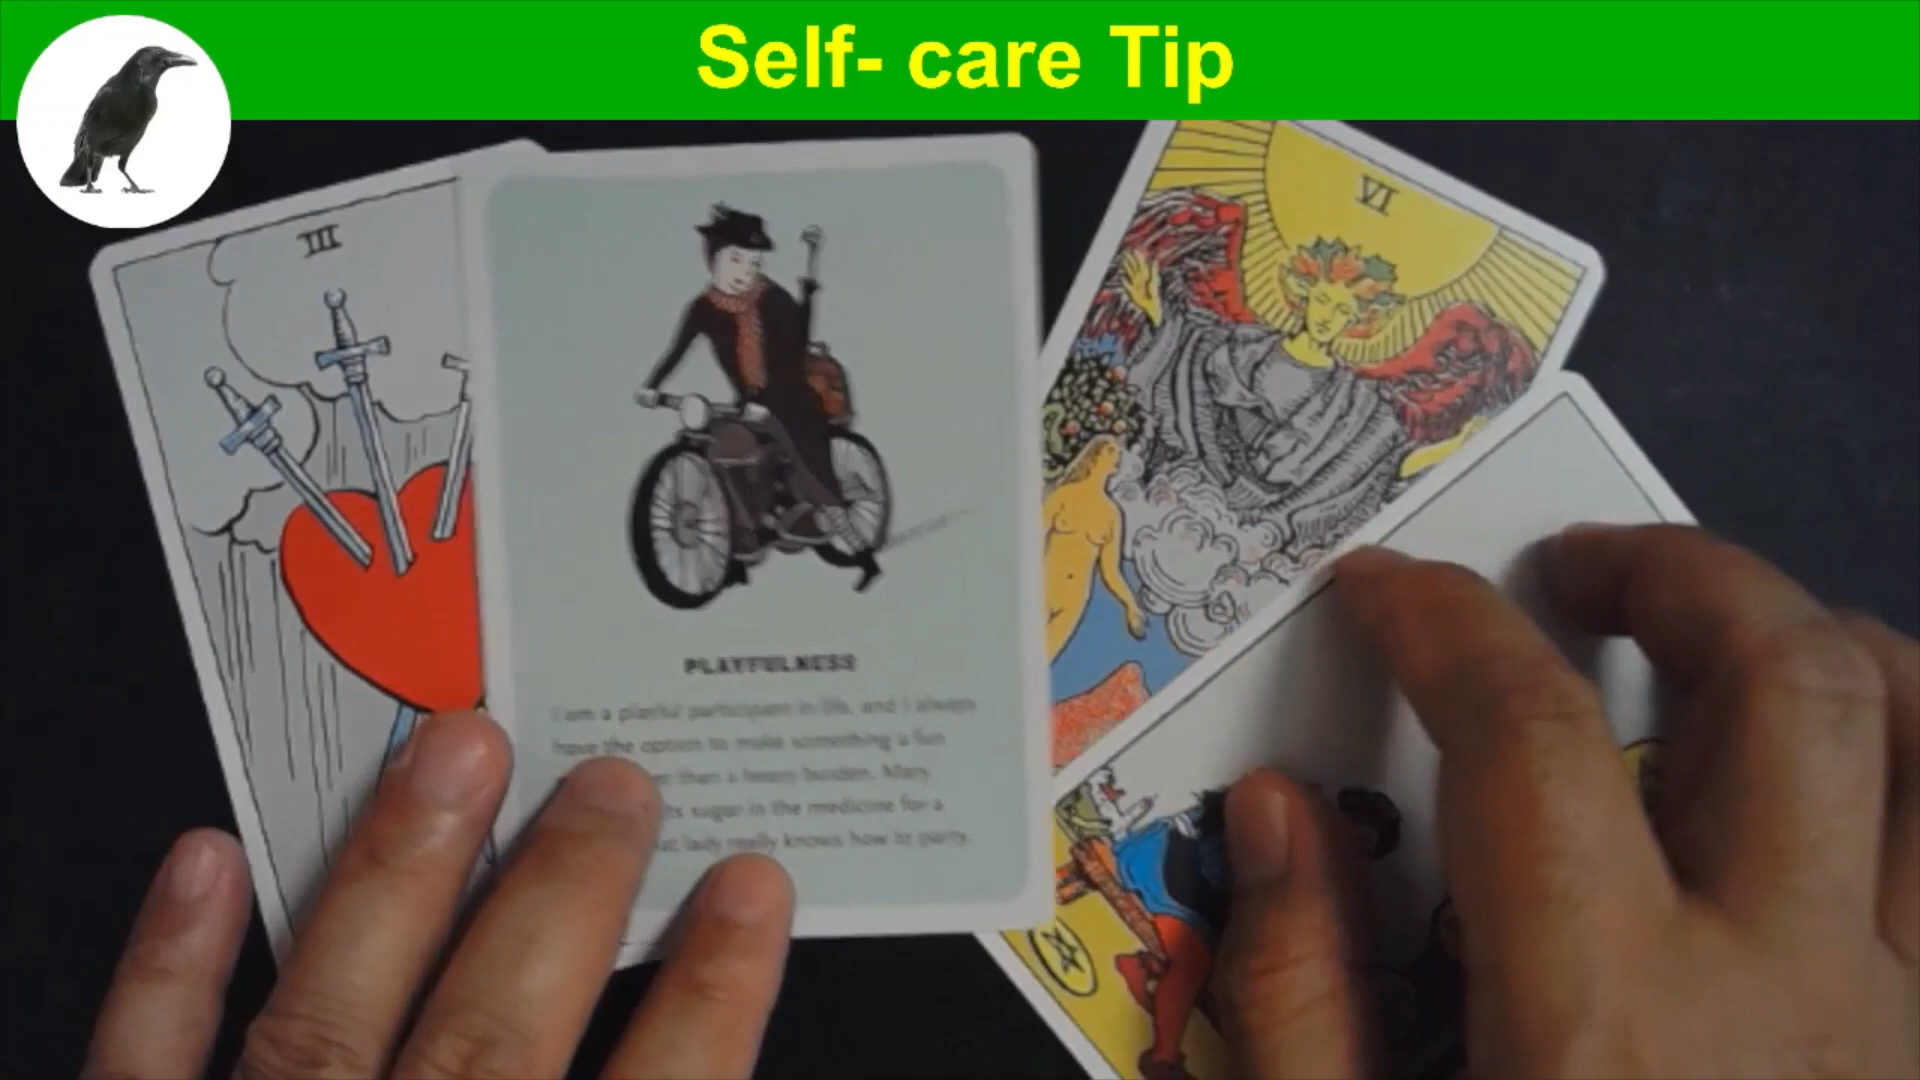 Self- care Tip
III
VI
PLAYFULNESS
I am a playful participant in life, and I always
have the option to make something a fun
than a heavy burden. Mary
sugar in the medicine for a
lady really knows how to party.